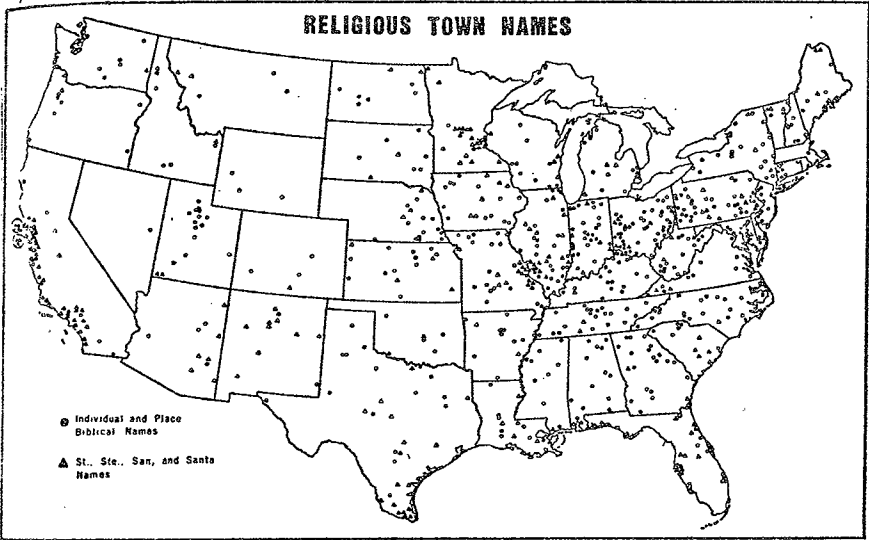 RELIGIOUS TOWN NAMES
Individual and Place
Biblical Names
St., Ste., San, and Santa
Names